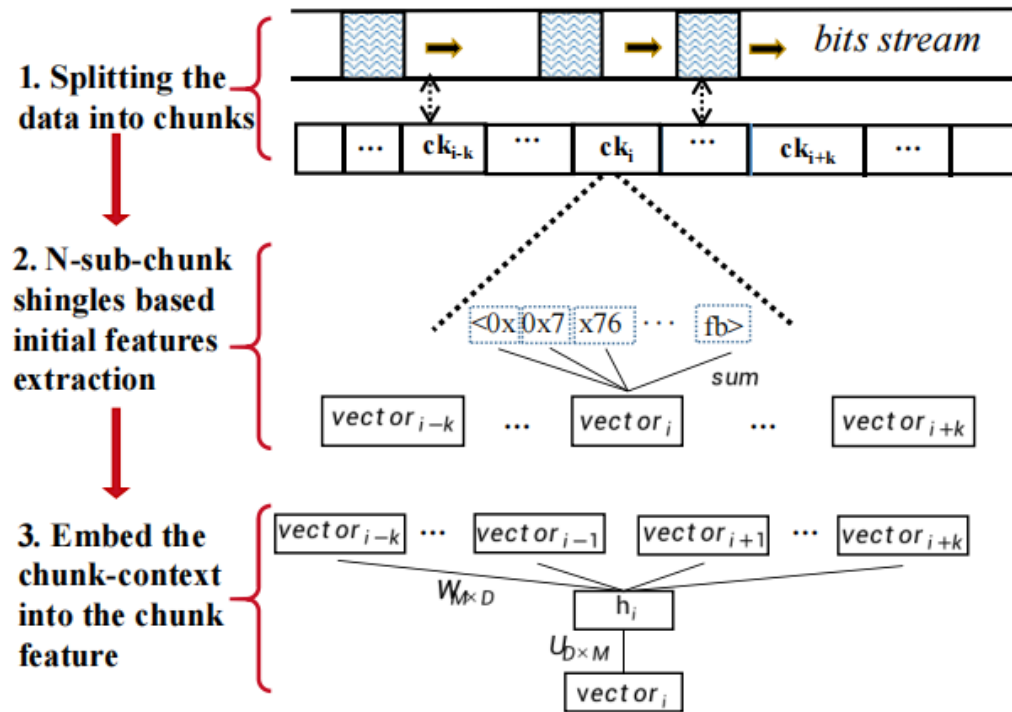 bits stream
1. Splitting the
data into chunks
... ck_{i-k} ... ck_i ... ck_{i+k} ...
2. N-sub-chunk
shingles based
initial features
extraction
<0x 0x7 x76 ... fb>
sum
vector_{i-k} ... vector_i ... vector_{i+k}
3. Embed the
chunk-context
into the chunk
feature
vector_{i-k} ... vector_{i-1} vector_{i+1} ... vector_{i+k}
W_{M×D}
h_i
U_{D×M}
vector_i